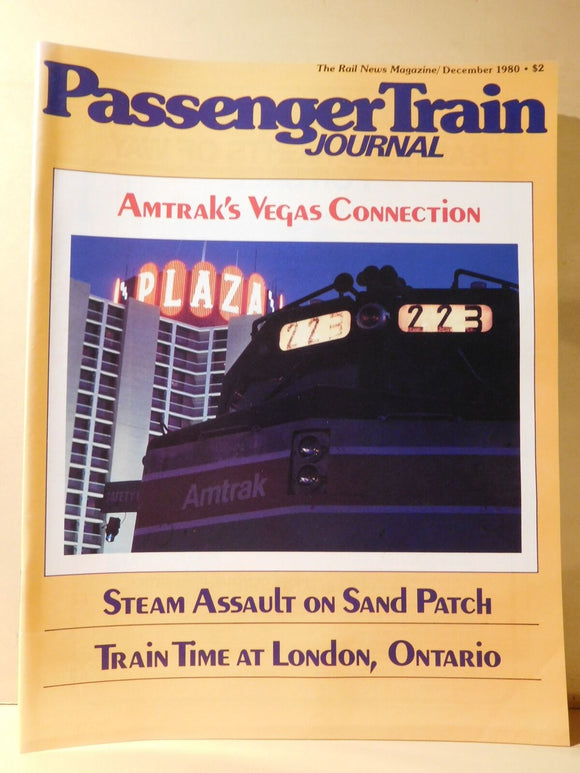 The Rail News Magazine/December 1980 • $2
Passenger Train
JOURNAL
Amtrak's Vegas Connection
PLAZA
223
223
SAFETY
Amtrak
Steam Assault on Sand Patch
Train Time at London, Ontario